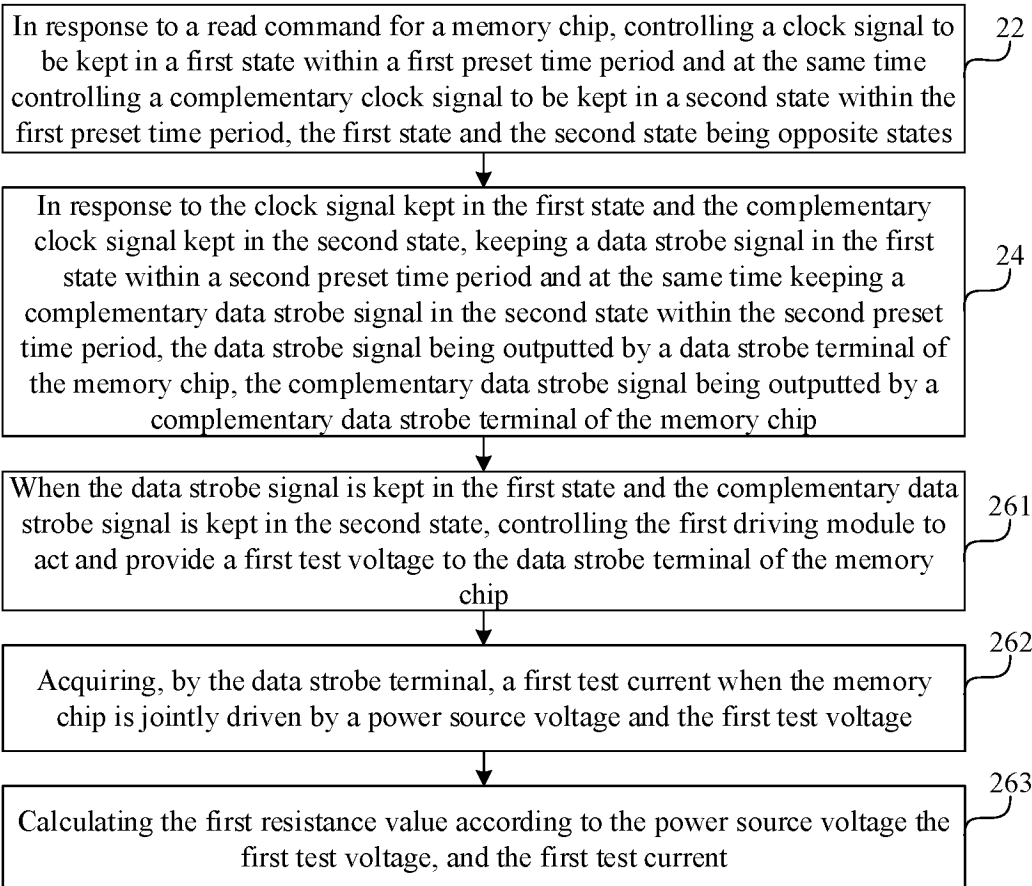 In response to a read command for a memory chip, controlling a clock signal to
be kept in a first state within a first preset time period and at the same time
controlling a complementary clock signal to be kept in a second state within the
first preset time period, the first state and the second state being opposite states
22
In response to the clock signal kept in the first state and the complementary
clock signal kept in the second state, keeping a data strobe signal in the first
state within a second preset time period and at the same time keeping a
complementary data strobe signal in the second state within the second preset
time period, the data strobe signal being outputted by a data strobe terminal of
the memory chip, the complementary data strobe signal being outputted by a
complementary data strobe terminal of the memory chip
24
When the data strobe signal is kept in the first state and the complementary data
strobe signal is kept in the second state, controlling the first driving module to
act and provide a first test voltage to the data strobe terminal of the memory
chip
261
Acquiring, by the data strobe terminal, a first test current when the memory
chip is jointly driven by a power source voltage and the first test voltage
262
Calculating the first resistance value according to the power source voltage the
first test voltage, and the first test current
263